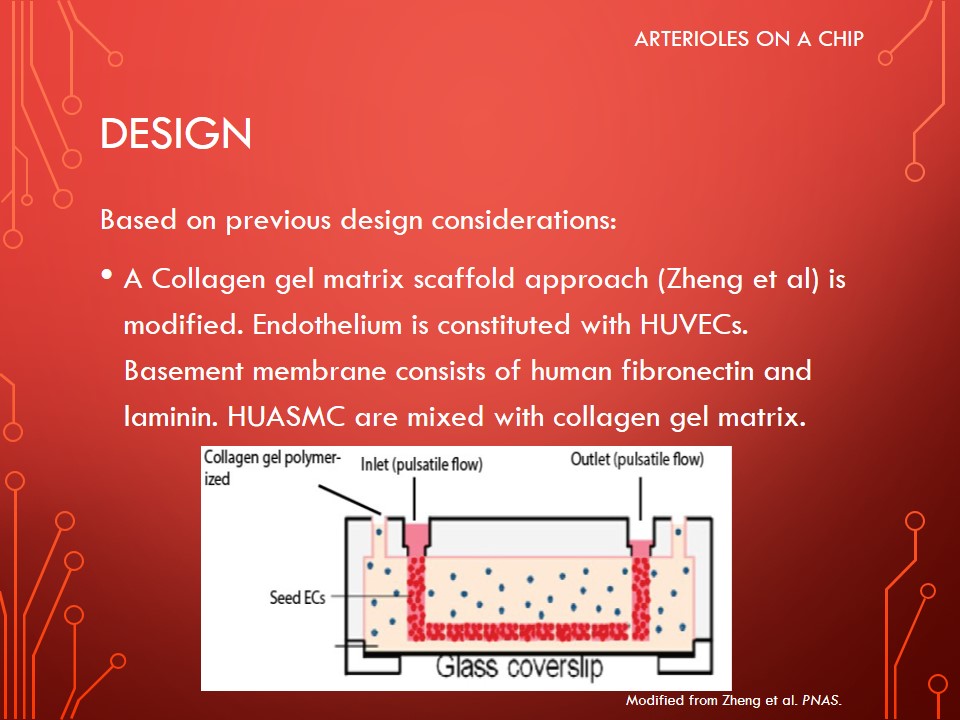 ARTERIOLES ON A CHIP
DESIGN
Based on previous design considerations:
• A Collagen gel matrix scaffold approach (Zheng et al) is
modified. Endothelium is constituted with HUVECs.
Basement membrane consists of human fibronectin and
laminin. HUASMC are mixed with collagen gel matrix.
Collagen gel polymer-
ized
Inlet (pulsatile flow)
Outlet (pulsatile flow)
Seed ECs
Glass coverslip
Modified from Zheng et al. PNAS.